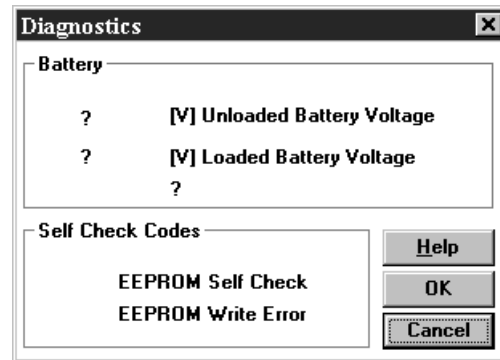 Diagnostics
Battery
? [V] Unloaded Battery Voltage
? [V] Loaded Battery Voltage
?
Self Check Codes
EEPROM Self Check
EEPROM Write Error
Help
OK
Cancel